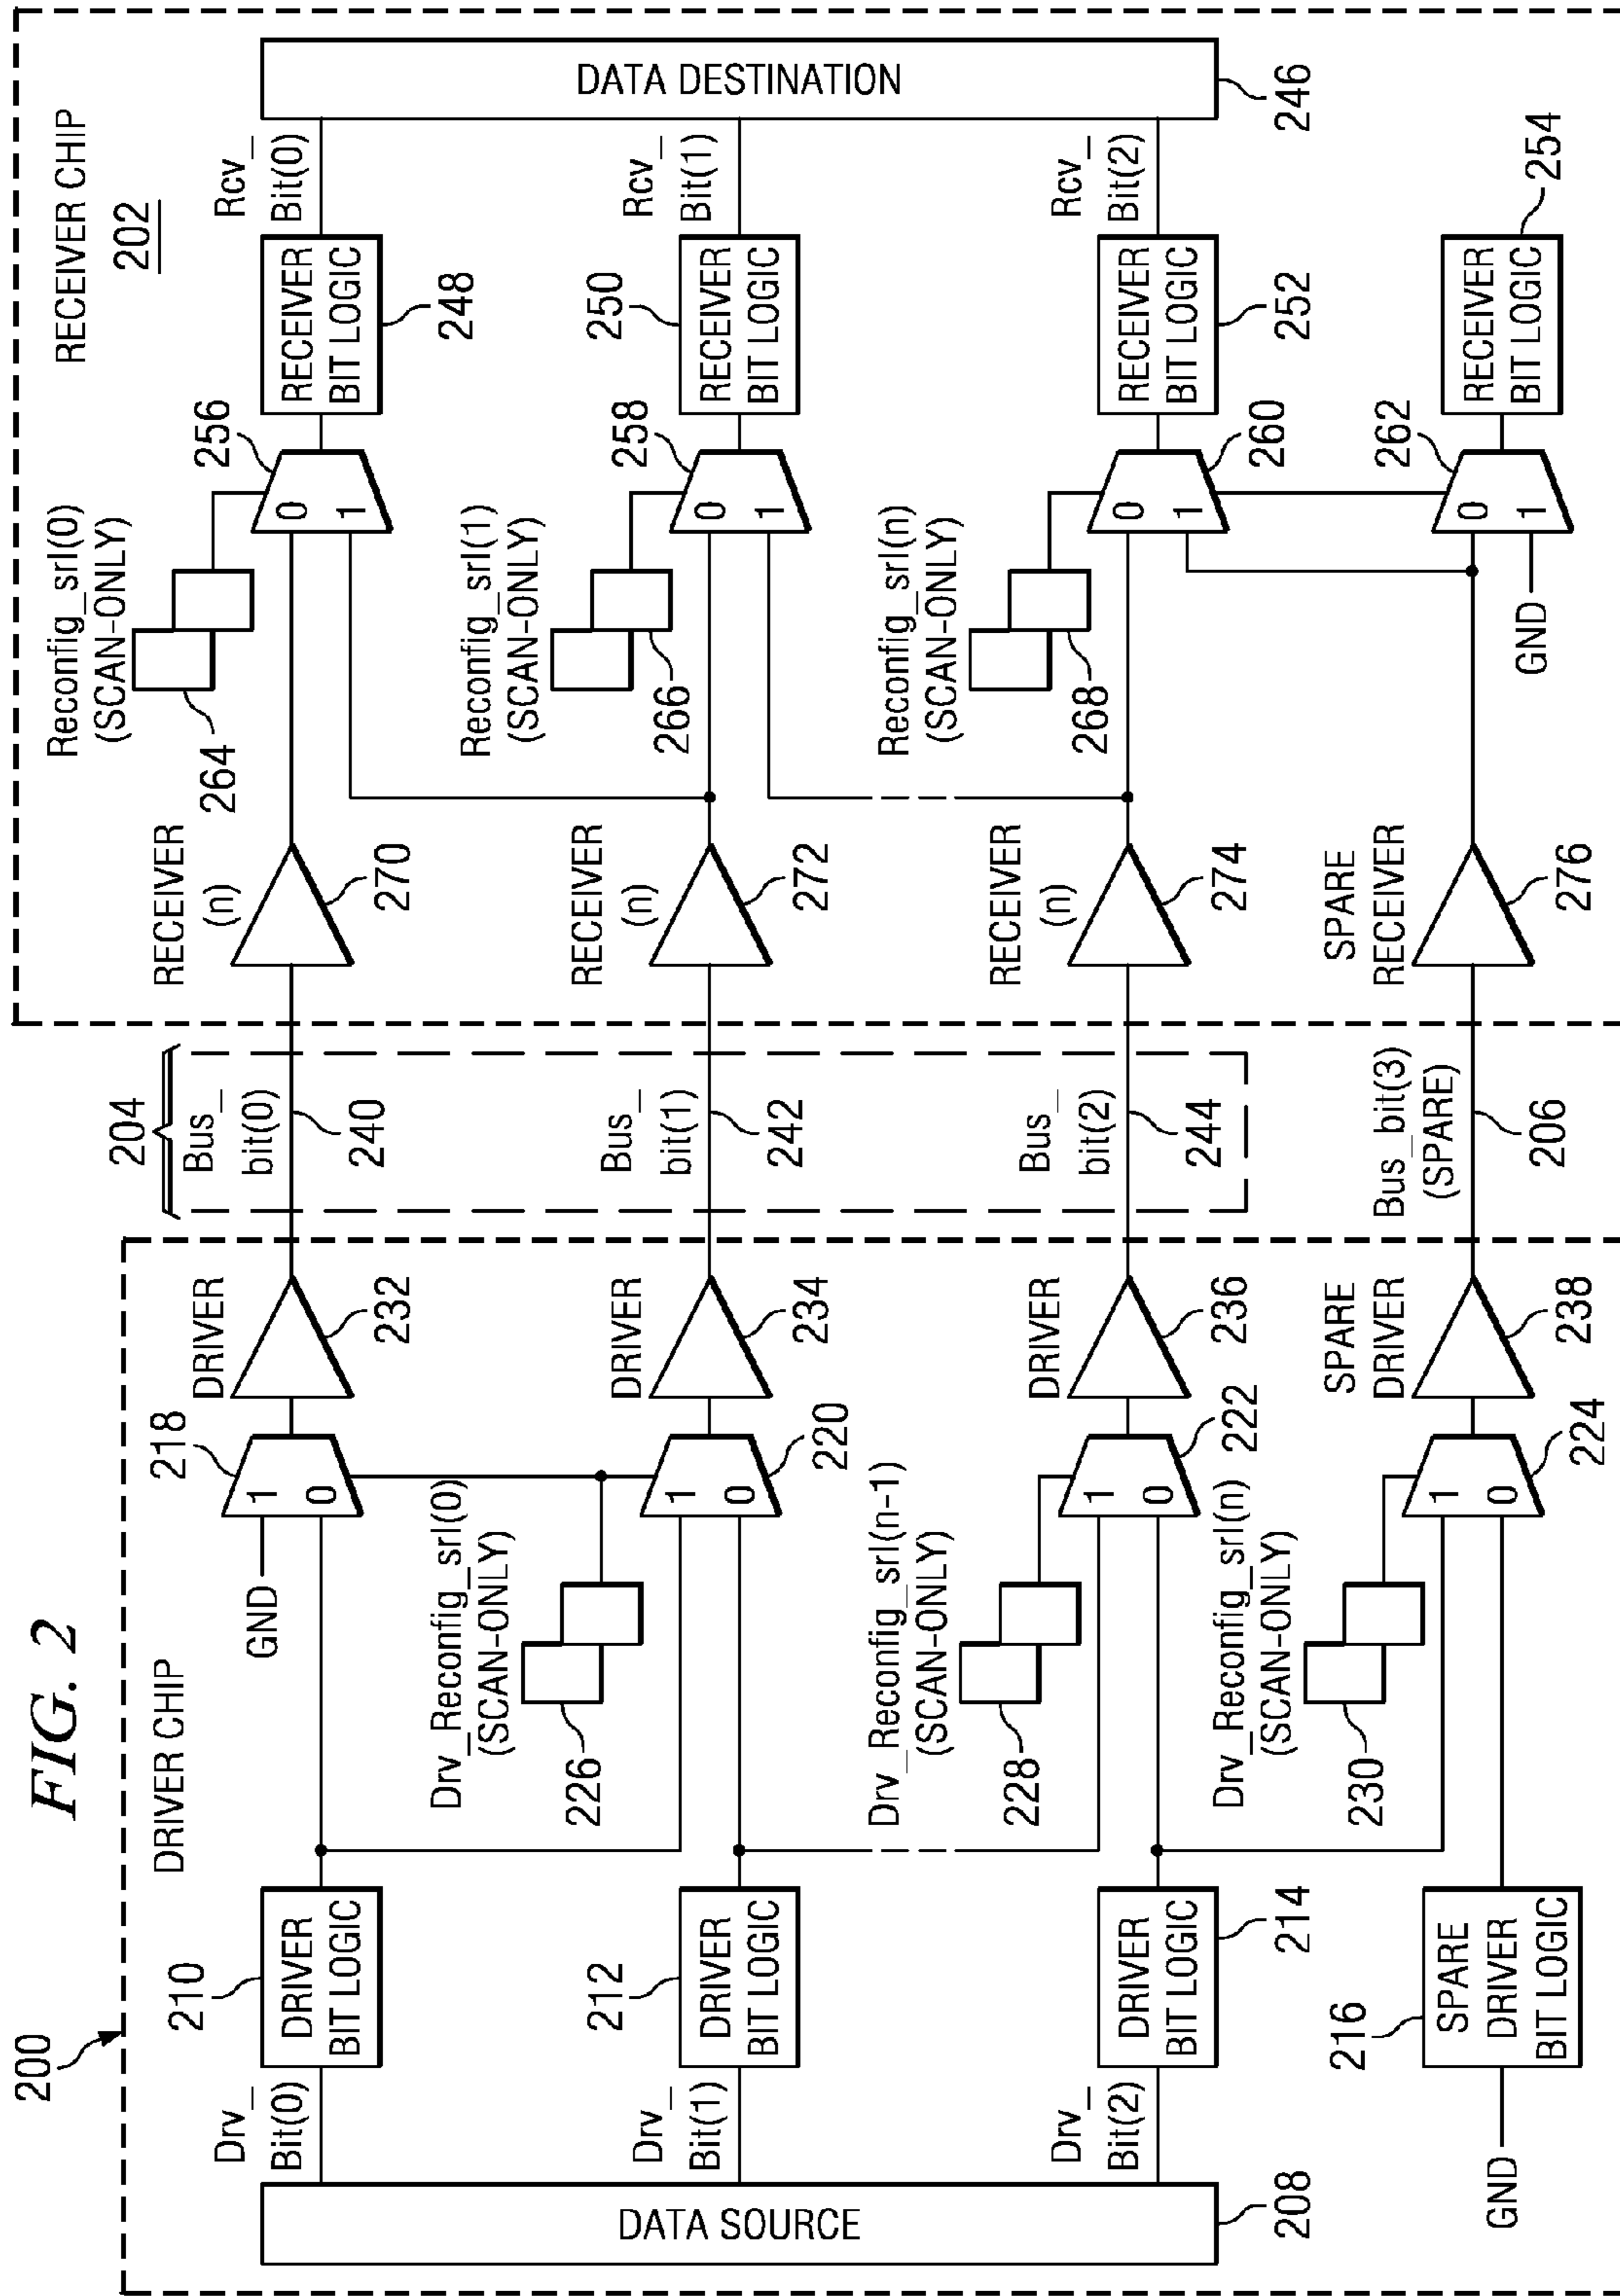 FIG. 2
200
DRIVER CHIP
DATA SOURCE
208
Drv_
Bit(0)
210
DRIVER
BIT LOGIC
GND
218
1
0
DRIVER
232
Drv_Reconfig_srl(0)
(SCAN-ONLY)
226
Drv_
Bit(1)
212
DRIVER
BIT LOGIC
1
0
220
DRIVER
234
Drv_Reconfig_srl(n-1)
(SCAN-ONLY)
228
Drv_
Bit(2)
DRIVER
BIT LOGIC
214
1
0
222
DRIVER
236
Drv_Reconfig_srl(n)
(SCAN-ONLY)
230
GND
216
SPARE
DRIVER
BIT LOGIC
1
0
224
SPARE
DRIVER
238
204
Bus_
bit(0)
240
Bus_
bit(1)
242
Bus_
bit(2)
244
Bus_bit(3)
(SPARE)
206
RECEIVER CHIP
202
RECEIVER
(n)
270
Reconfig_srl(0)
(SCAN-ONLY)
264
256
0
1
RECEIVER
BIT LOGIC
248
Rcv_
Bit(0)
RECEIVER
(n)
272
Reconfig_srl(1)
(SCAN-ONLY)
266
258
0
1
RECEIVER
BIT LOGIC
250
Rcv_
Bit(1)
RECEIVER
(n)
274
Reconfig_srl(n)
(SCAN-ONLY)
268
0
1
260
RECEIVER
BIT LOGIC
252
Rcv_
Bit(2)
SPARE
RECEIVER
276
GND
0
1
262
RECEIVER
BIT LOGIC
254
DATA DESTINATION
246